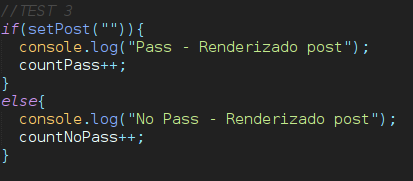 //TEST 3
if(setPost("")){
  console.log("Pass - Renderizado post");
  countPass++;
}
else{
  console.log("No Pass - Renderizado post");
  countNoPass++;
}